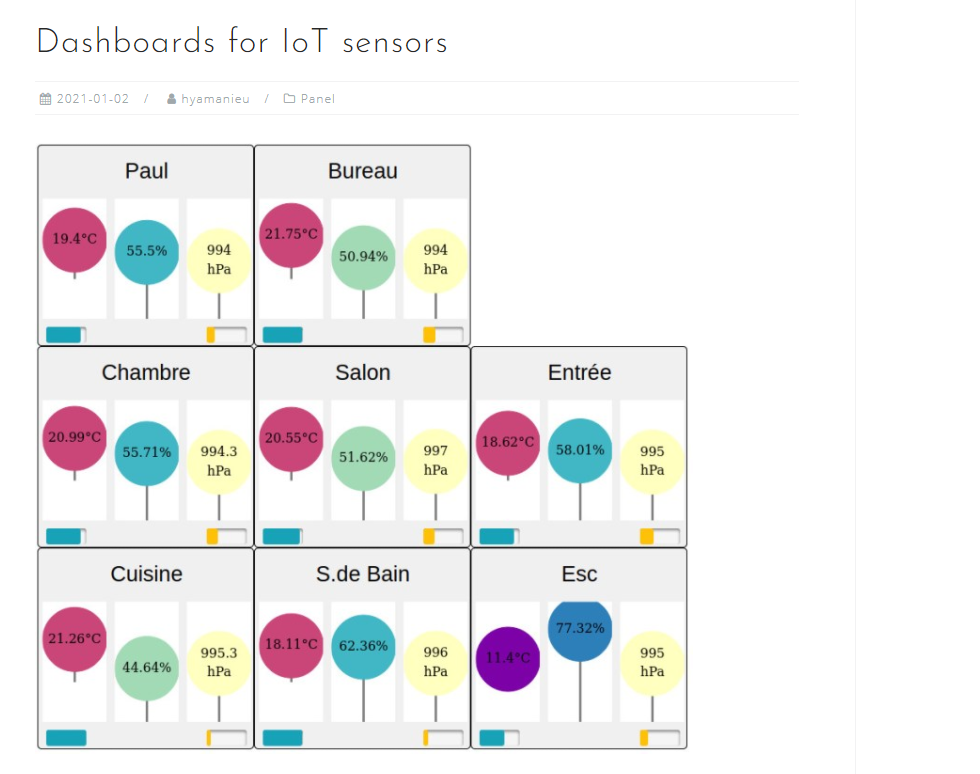 Dashboards for IoT sensors
2021-01-02 / hyamanieu / Panel
Paul
19.4°C
55.5%
994
hPa
Bureau
21.75°C
50.94%
994
hPa
Chambre
20.99°C
55.71%
994.3
hPa
Salon
20.55°C
51.62%
997
hPa
Entrée
18.62°C
58.01%
995
hPa
Cuisine
21.26°C
44.64%
995.3
hPa
S.de Bain
18.11°C
62.36%
996
hPa
Esc
11.4°C
77.32%
995
hPa